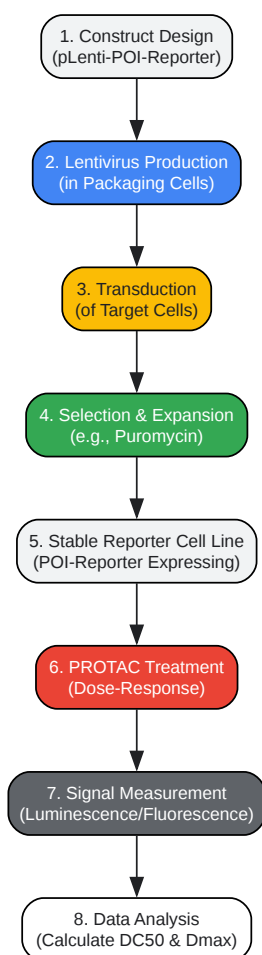 1. Construct Design
(pLenti-POI-Reporter)
2. Lentivirus Production
(in Packaging Cells)
3. Transduction
(of Target Cells)
4. Selection & Expansion
(e.g., Puromycin)
5. Stable Reporter Cell Line
(POI-Reporter Expressing)
6. PROTAC Treatment
(Dose-Response)
7. Signal Measurement
(Luminescence/Fluorescence)
8. Data Analysis
(Calculate DC50 & Dmax)